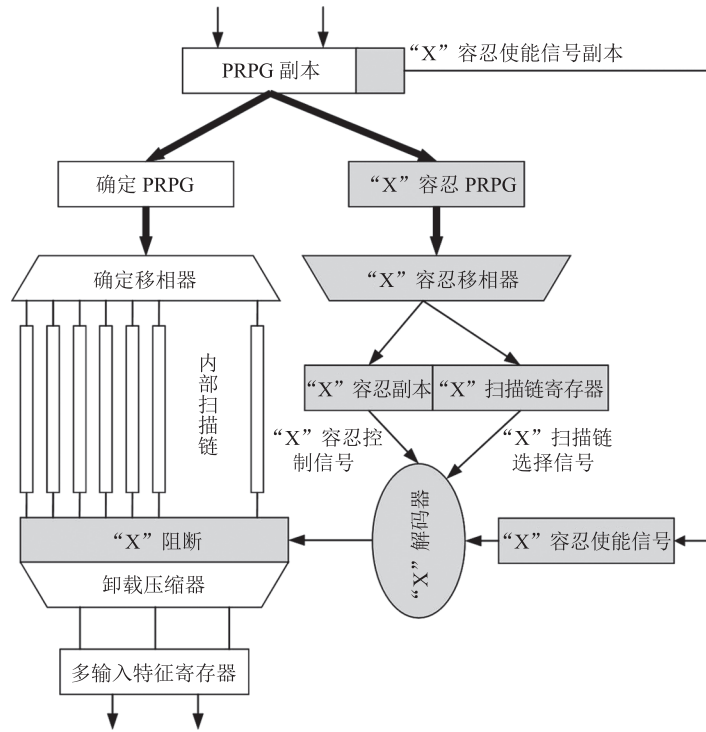 PRPG 副本
“X”容忍使能信号副本
确定 PRPG
“X”容忍 PRPG
确定移相器
“X”容忍移相器
内部扫描链
“X”容忍副本
“X”扫描链寄存器
“X”容忍控
制信号
“X”扫描链
选择信号
“X”解码器
“X”容忍使能信号
“X”阻断
卸载压缩器
多输入特征寄存器